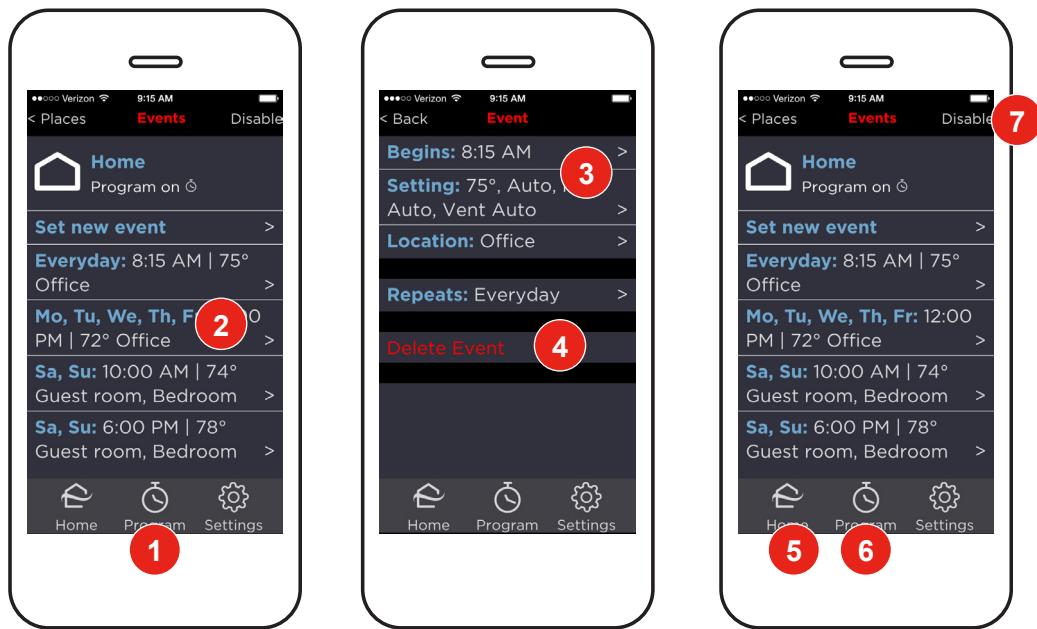 Verizon 9:15 AM
< Places Events Disable
Home
Program on
Set new event >
Everyday: 8:15 AM | 75°
Office >
Mo, Tu, We, Th, 2 0
PM | 72° Office >
Sa, Su: 10:00 AM | 74°
Guest room, Bedroom >
Sa, Su: 6:00 PM | 78°
Guest room, Bedroom >
Home Program Settings
1
Verizon 9:15 AM
< Back Event
Begins: 8:15 AM >
3
Setting: 75°, Auto,
Auto, Vent Auto >
Location: Office >
Repeats: Everyday >
Delete Event 4
Home Program Settings
Verizon 9:15 AM
< Places Events Disable 7
Home
Program on
Set new event >
Everyday: 8:15 AM | 75°
Office >
Mo, Tu, We, Th, Fr: 12:00
PM | 72° Office >
Sa, Su: 10:00 AM | 74°
Guest room, Bedroom >
Sa, Su: 6:00 PM | 78°
Guest room, Bedroom >
Home Program Settings
5 6